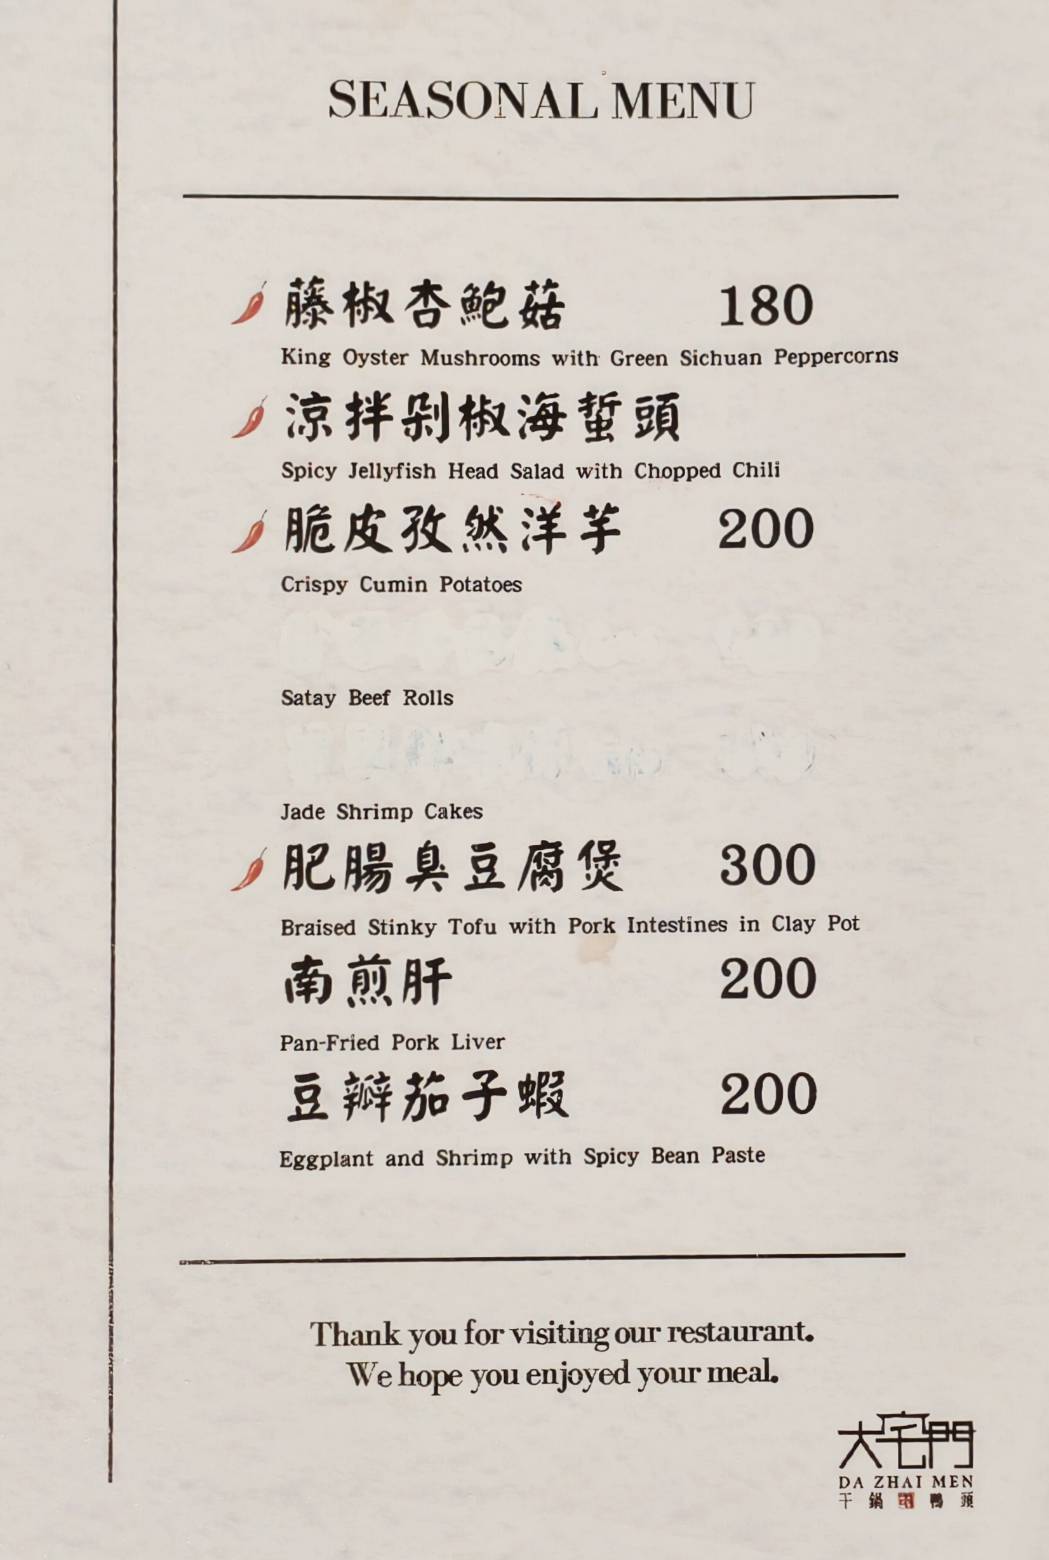 SEASONAL MENU
藤椒杏鮑菇 180
King Oyster Mushrooms with Green Sichuan Peppercorns
涼拌剁椒海蜇頭
Spicy Jellyfish Head Salad with Chopped Chili
脆皮孜然洋芋 200
Crispy Cumin Potatoes
Satay Beef Rolls
Jade Shrimp Cakes
肥腸臭豆腐煲 300
Braised Stinky Tofu with Pork Intestines in Clay Pot
南煎肝 200
Pan-Fried Pork Liver
豆瓣茄子蝦 200
Eggplant and Shrimp with Spicy Bean Paste
Thank you for visiting our restaurant.
We hope you enjoyed your meal.
大宅門
DA ZHAI MEN
干鍋鴨頭